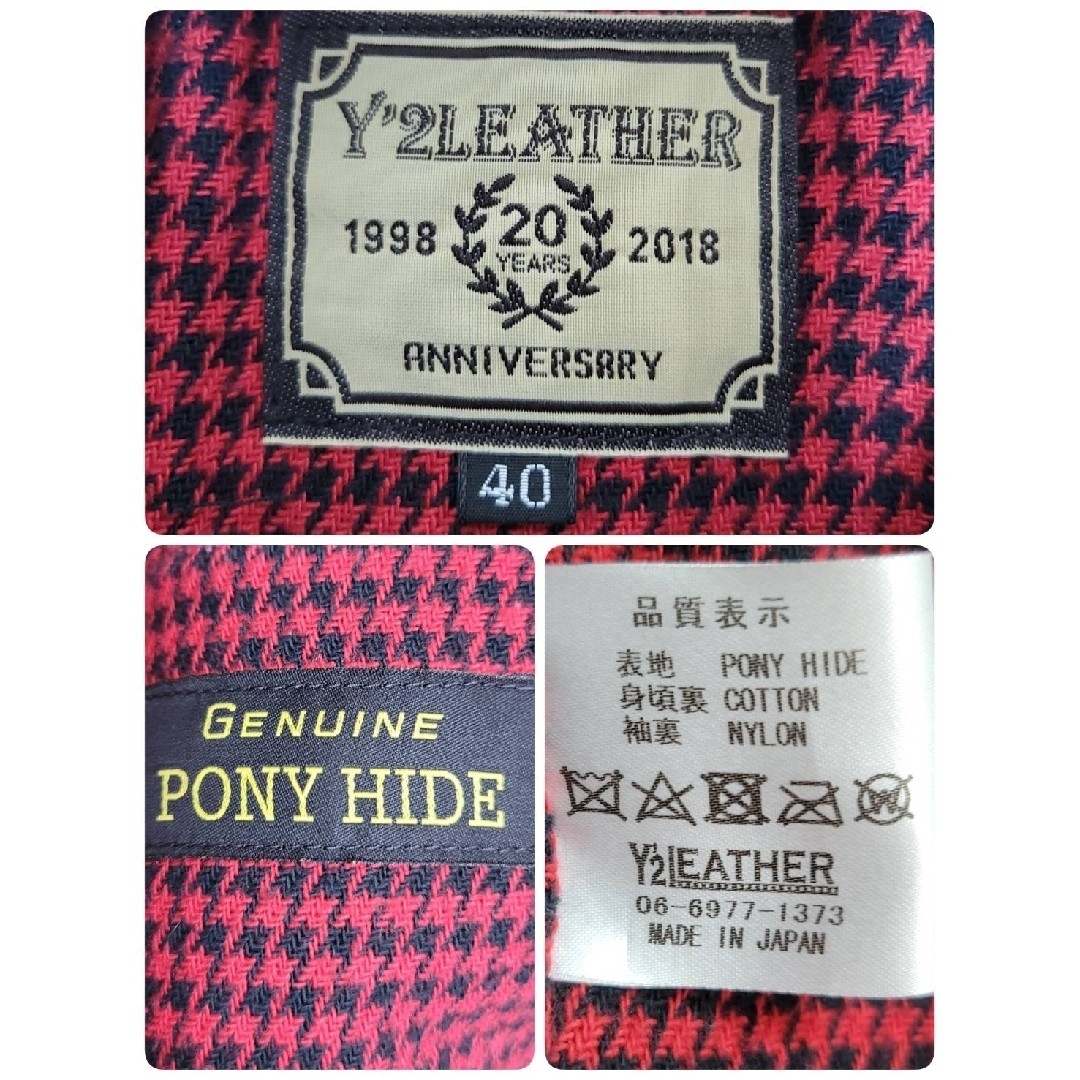 Y'2LEATHER
1998 20 YEARS 2018
ANNIVERSARY
40
GENUINE
PONY HIDE
品質表示
表地 PONY HIDE
身頃裏 COTTON
袖裏 NYLON
W
Y'2LEATHER
06-6977-1373
MADE IN JAPAN